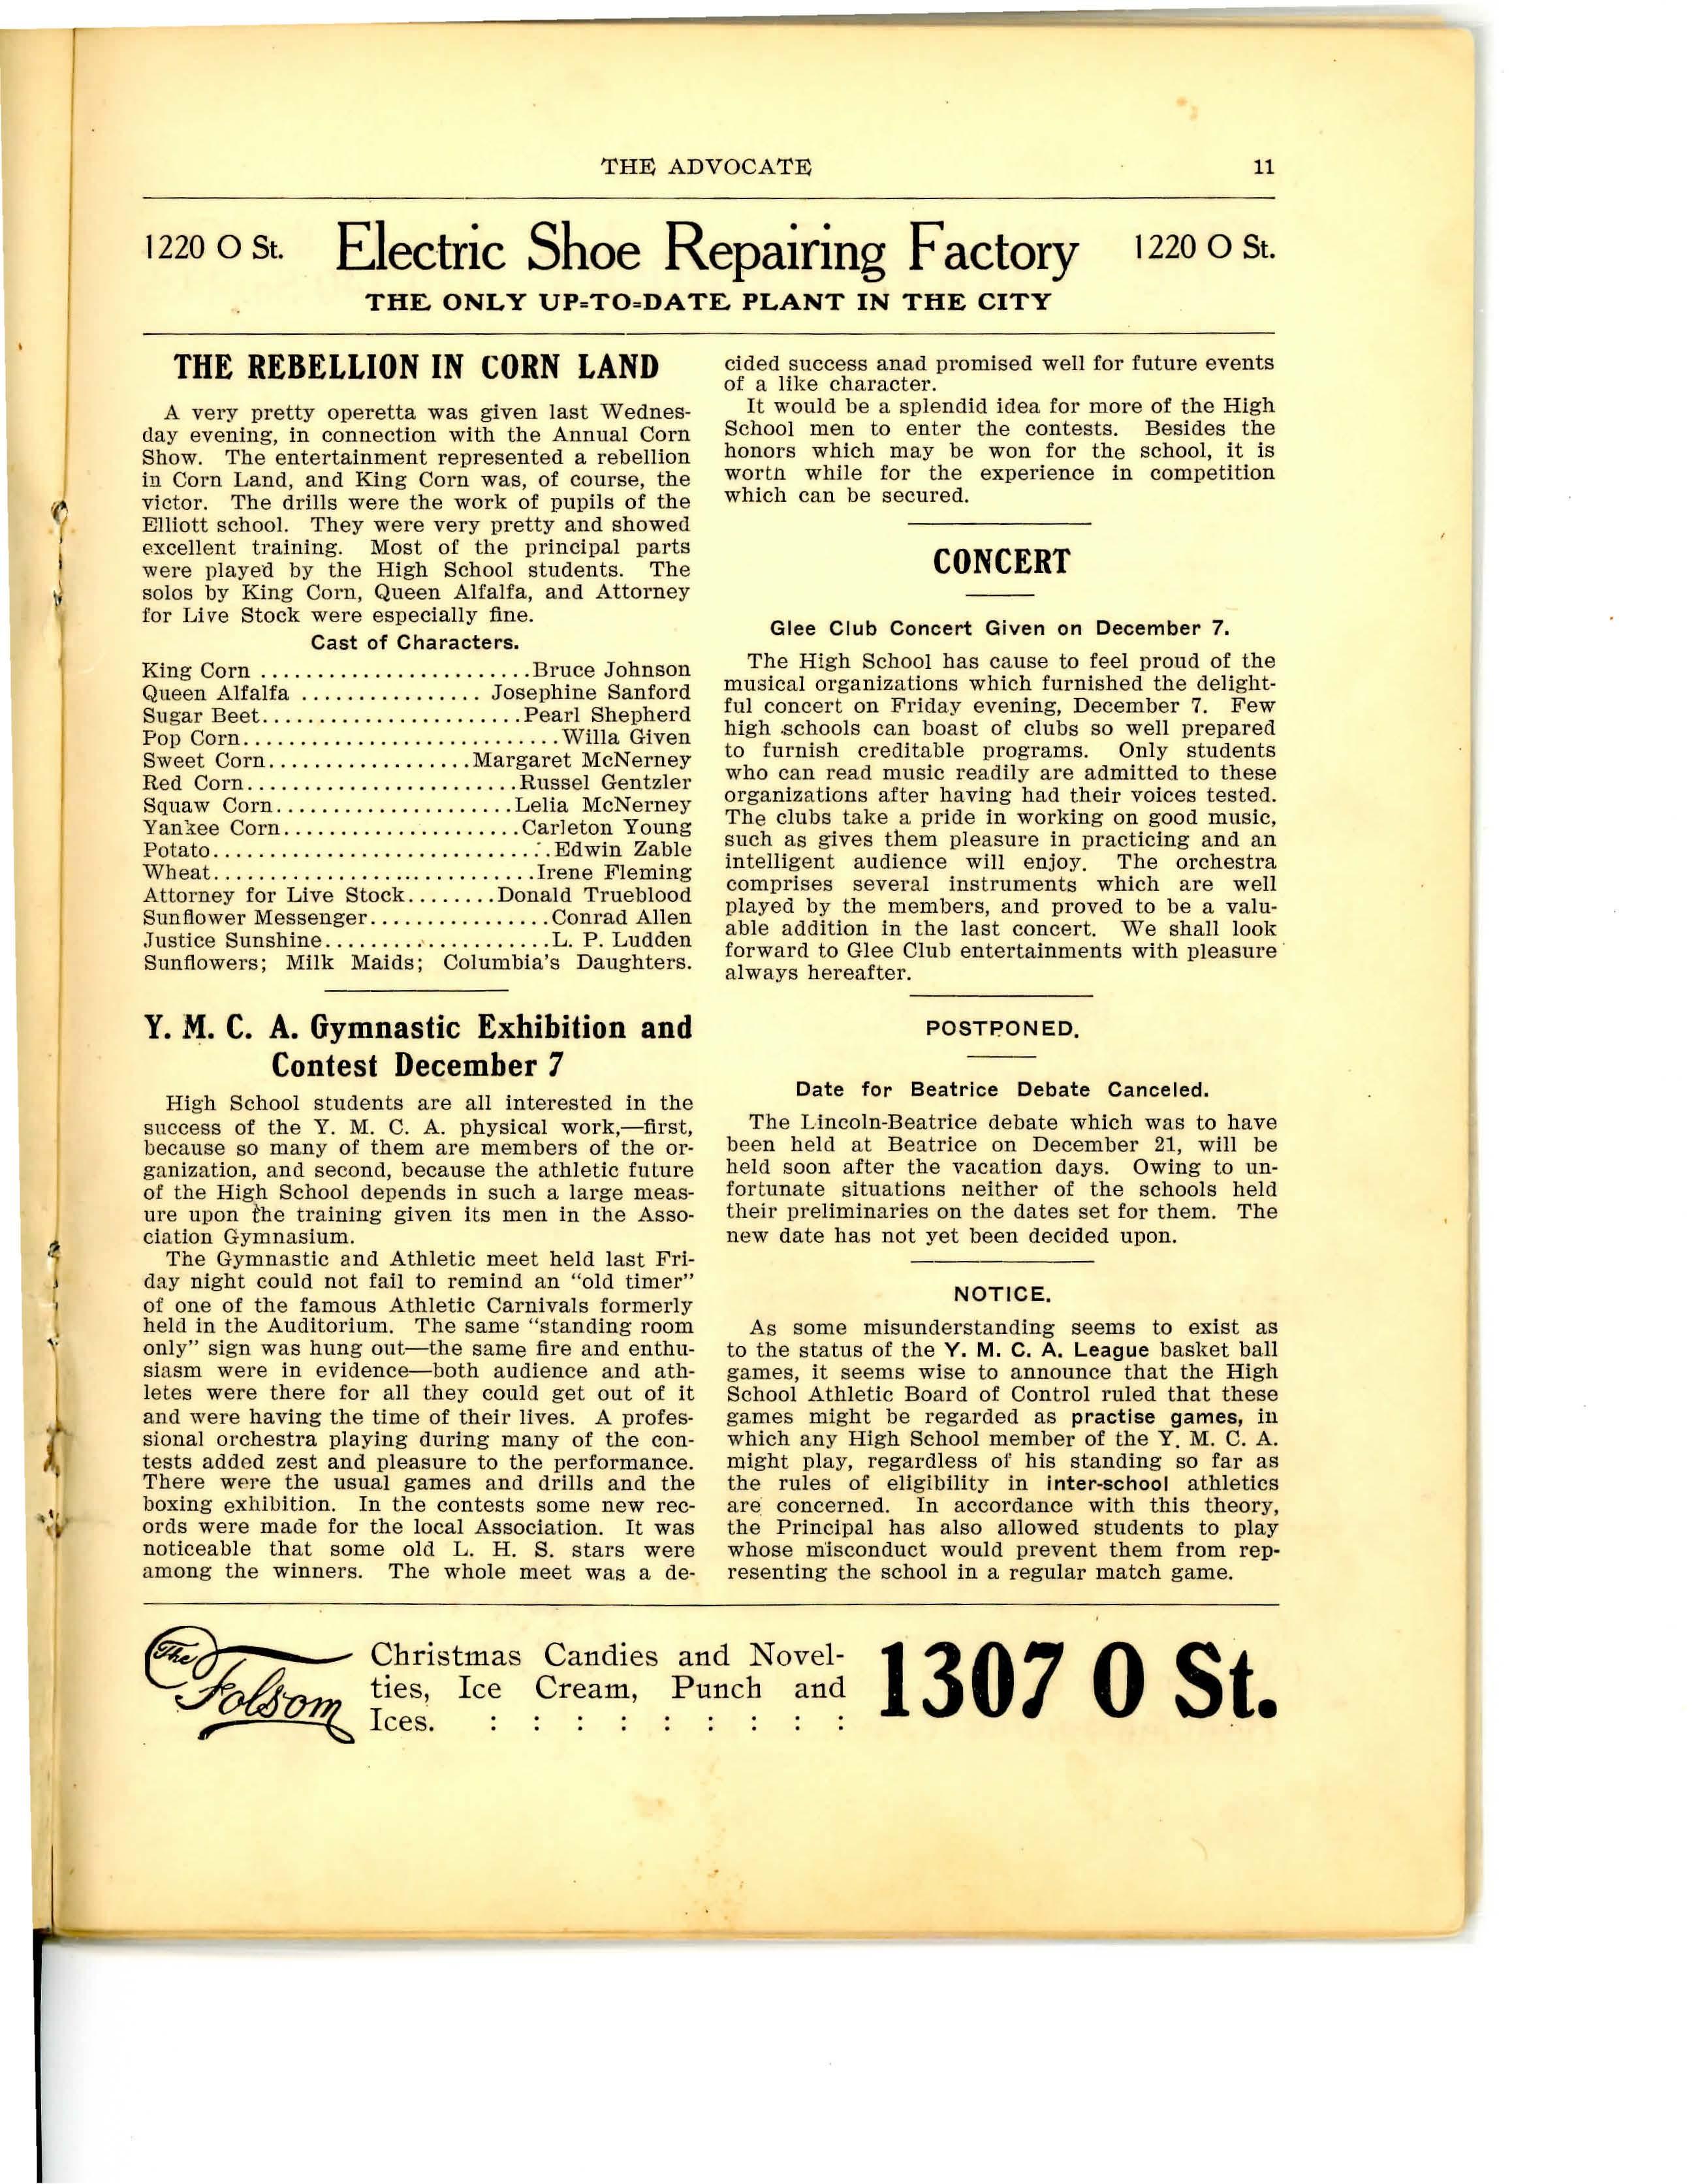 THE ADVOCATE 11
1220 O St. Electric Shoe Repairing Factory 1220 O St.
THE ONLY UP=TO=DATE PLANT IN THE CITY
THE REBELLION IN CORN LAND
A very pretty operetta was given last Wednes-
day evening, in connection with the Annual Corn
Show. The entertainment represented a rebellion
in Corn Land, and King Corn was, of course, the
victor. The drills were the work of pupils of the
Elliott school. They were very pretty and showed
excellent training. Most of the principal parts
were played by the High School students. The
solos by King Corn, Queen Alfalfa, and Attorney
for Live Stock were especially fine.
Cast of Characters.
King Corn ........................Bruce Johnson
Queen Alfalfa ................ Josephine Sanford
Sugar Beet.......................Pearl Shepherd
Pop Corn............................Willa Given
Sweet Corn..................Margaret McNerney
Red Corn........................Russel Gentzler
Squaw Corn.....................Lelia McNerney
Yankee Corn.....................Carleton Young
Potato..............................Edwin Zable
Wheat.............................Irene Fleming
Attorney for Live Stock........Donald Trueblood
Sunflower Messenger................Conrad Allen
Justice Sunshine....................L. P. Ludden
Sunflowers; Milk Maids; Columbia's Daughters.
Y. M. C. A. Gymnastic Exhibition and
Contest December 7
High School students are all interested in the
success of the Y. M. C. A. physical work,—first,
because so many of them are members of the or-
ganization, and second, because the athletic future
of the High School depends in such a large meas-
ure upon the training given its men in the Asso-
ciation Gymnasium.
The Gymnastic and Athletic meet held last Fri-
day night could not fail to remind an "old timer"
of one of the famous Athletic Carnivals formerly
held in the Auditorium. The same "standing room
only" sign was hung out—the same fire and enthu-
siasm were in evidence—both audience and ath-
letes were there for all they could get out of it
and were having the time of their lives. A profes-
sional orchestra playing during many of the con-
tests added zest and pleasure to the performance.
There were the usual games and drills and the
boxing exhibition. In the contests some new rec-
ords were made for the local Association. It was
noticeable that some old L. H. S. stars were
among the winners. The whole meet was a de-
cided success anad promised well for future events
of a like character.
It would be a splendid idea for more of the High
School men to enter the contests. Besides the
honors which may be won for the school, it is
worth while for the experience in competition
which can be secured.
CONCERT
Glee Club Concert Given on December 7.
The High School has cause to feel proud of the
musical organizations which furnished the delight-
ful concert on Friday evening, December 7. Few
high schools can boast of clubs so well prepared
to furnish creditable programs. Only students
who can read music readily are admitted to these
organizations after having had their voices tested.
The clubs take a pride in working on good music,
such as gives them pleasure in practicing and an
intelligent audience will enjoy. The orchestra
comprises several instruments which are well
played by the members, and proved to be a valu-
able addition in the last concert. We shall look
forward to Glee Club entertainments with pleasure
always hereafter.
POSTPONED.
Date for Beatrice Debate Canceled.
The Lincoln-Beatrice debate which was to have
been held at Beatrice on December 21, will be
held soon after the vacation days. Owing to un-
fortunate situations neither of the schools held
their preliminaries on the dates set for them. The
new date has not yet been decided upon.
NOTICE.
As some misunderstanding seems to exist as
to the status of the Y. M. C. A. League basket ball
games, it seems wise to announce that the High
School Athletic Board of Control ruled that these
games might be regarded as practise games, in
which any High School member of the Y. M. C. A.
might play, regardless of his standing so far as
the rules of eligibility in inter-school athletics
are concerned. In accordance with this theory,
the Principal has also allowed students to play
whose misconduct would prevent them from rep-
resenting the school in a regular match game.
The Folsom
Christmas Candies and Novel-
ties, Ice Cream, Punch and
Ices. : : : : : : : : :
1307 O St.